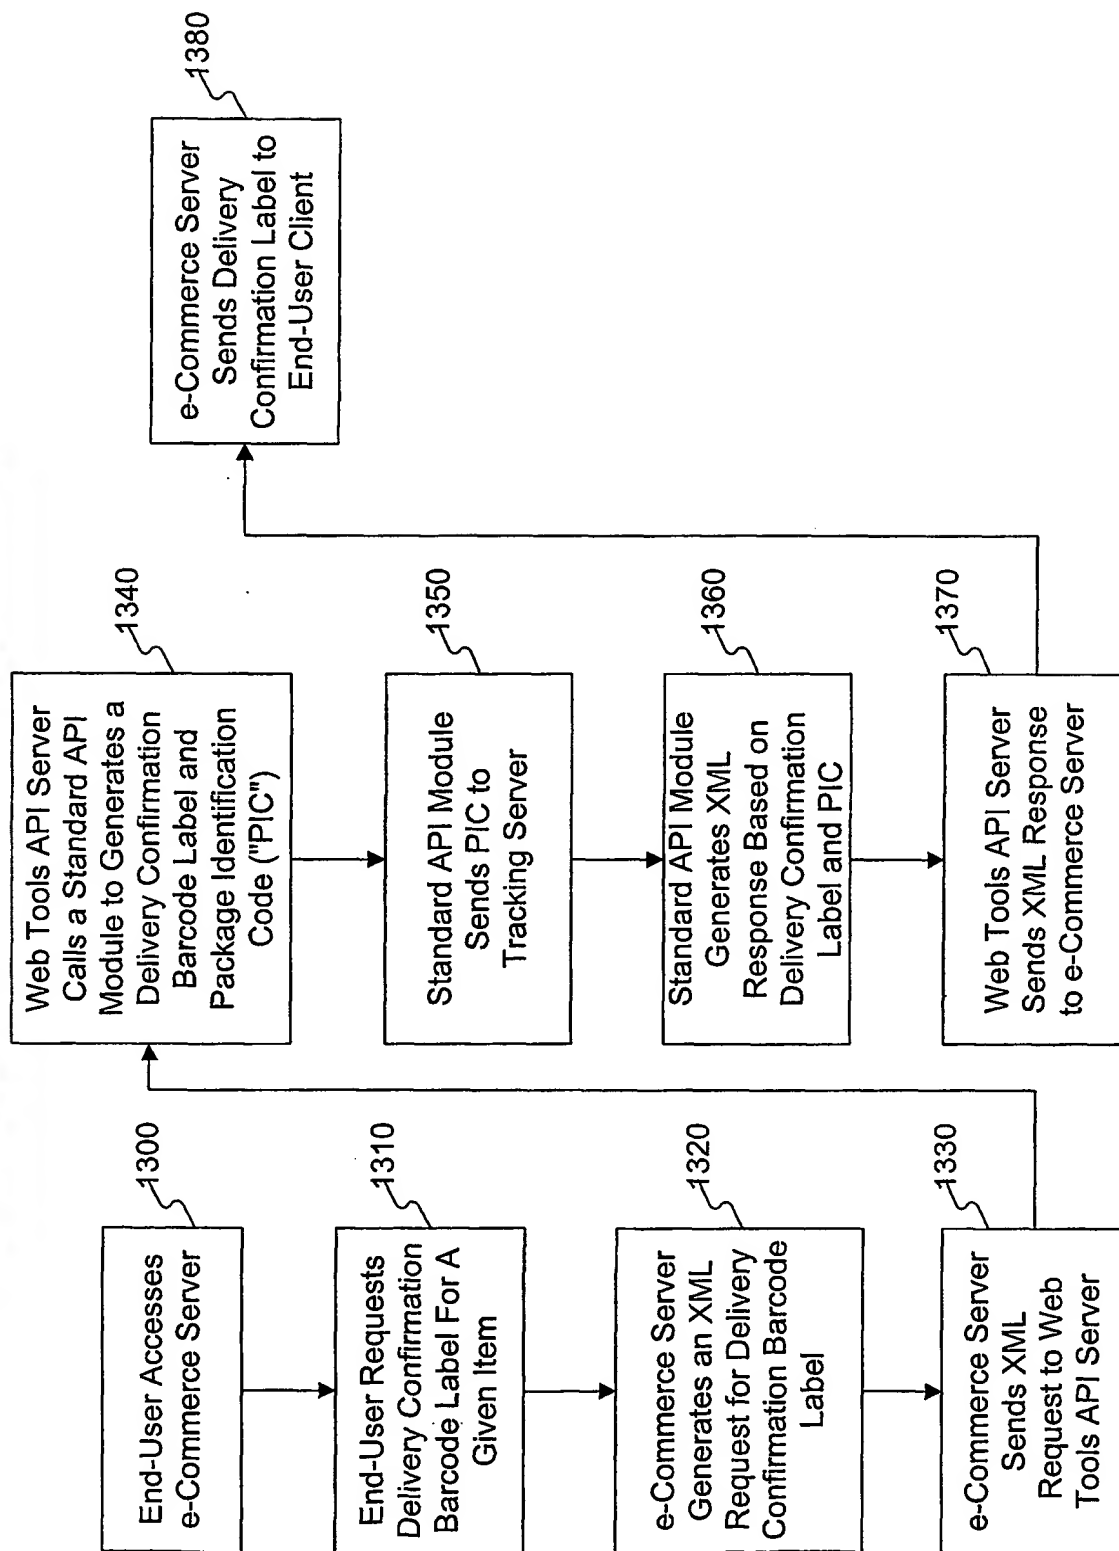 End-User Accesses
e-Commerce Server
1300
End-User Requests
Delivery Confirmation
Barcode Label For A
Given Item
1310
e-Commerce Server
Generates an XML
Request for Delivery
Confirmation Barcode
Label
1320
e-Commerce Server
Sends XML
Request to Web
Tools API Server
1330
Web Tools API Server
Calls a Standard API
Module to Generates a
Delivery Confirmation
Barcode Label and
Package Identification
Code ("PIC")
1340
Standard API Module
Sends PIC to
Tracking Server
1350
Standard API Module
Generates XML
Response Based on
Delivery Confirmation
Label and PIC
1360
Web Tools API Server
Sends XML Response
to e-Commerce Server
1370
e-Commerce Server
Sends Delivery
Confirmation Label to
End-User Client
1380